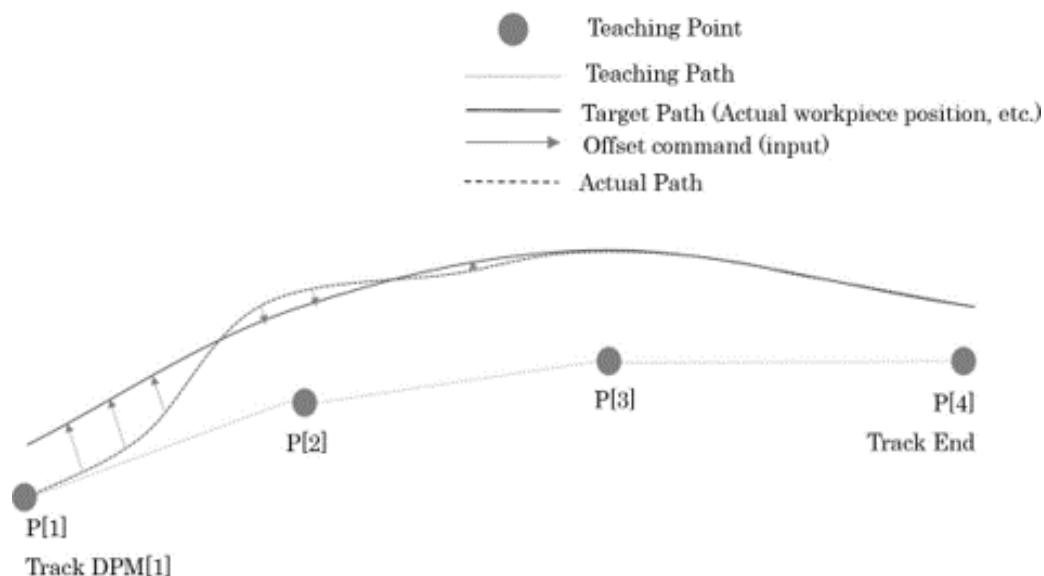 Teaching Point
Teaching Path
Target Path (Actual workpiece position, etc.)
Offset command (input)
Actual Path
P[1]
Track DPM[1]
P[2]
P[3]
P[4]
Track End